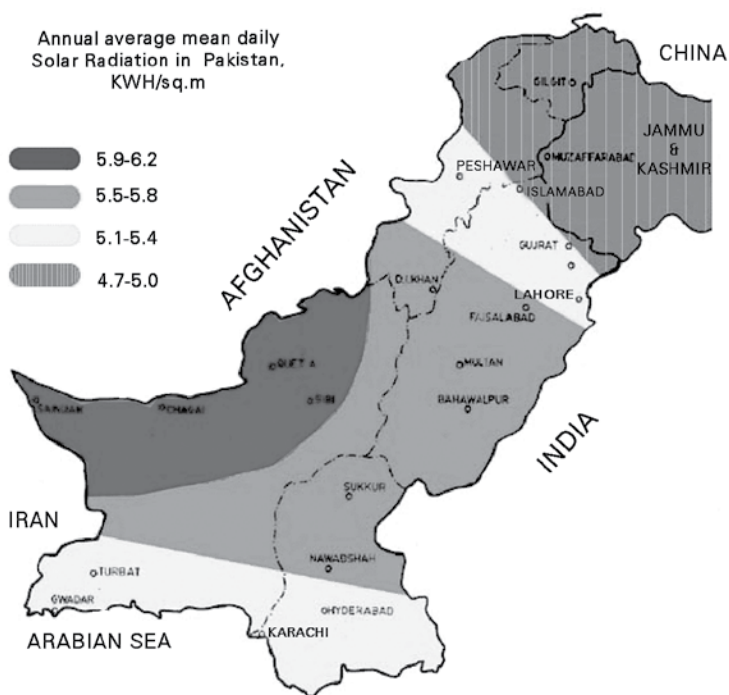 Annual average mean daily
Solar Radiation in Pakistan,
KWH/sq.m
5.9-6.2
5.5-5.8
5.1-5.4
4.7-5.0
CHINA
GILGIT
JAMMU
&
KASHMIR
MUZAFFARABAD
PESHAWAR
ISLAMABAD
AFGHANISTAN
GUJRAT
D.I.KHAN
LAHORE
FAISALABAD
QUETTA
MULTAN
SIBI
BAHAWALPUR
CHAGAI
INDIA
SUKKUR
IRAN
NAWABSHAH
TURBAT
GWADAR
HYDERABAD
KARACHI
ARABIAN SEA